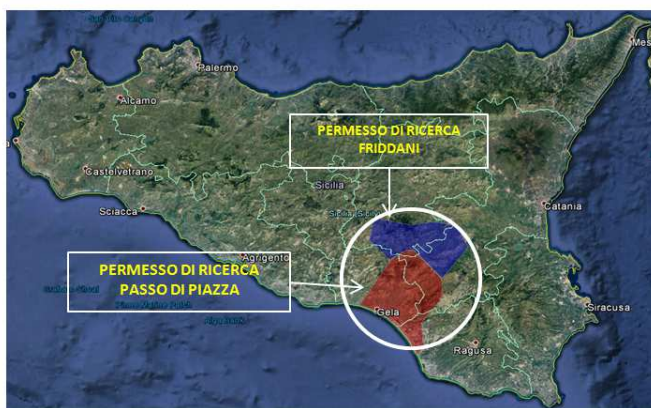 Palermo
Mes
Alcamo
PERMESSO DI RICERCA
FRIDDANI
Castelvetrano
Sicilia
Catania
Sciacca
Agrigento
PERMESSO DI RICERCA
PASSO DI PIAZZA
Siracusa
Gela
Ragusa